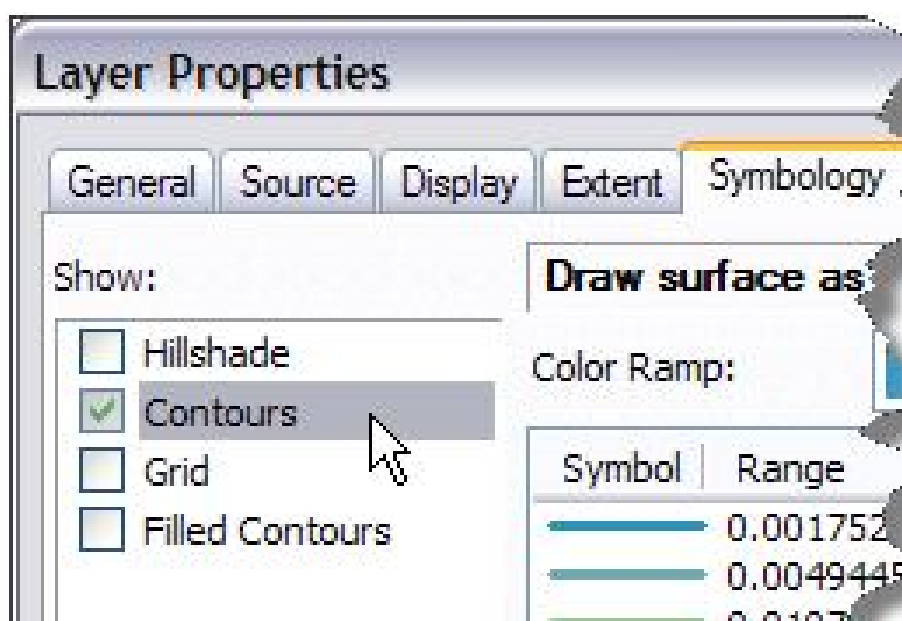 Layer Properties
General Source Display Extent Symbology
Show:
Hillshade
Contours
Grid
Filled Contours
Draw surface as
Color Ramp:
Symbol Range
0.001752
0.0049445